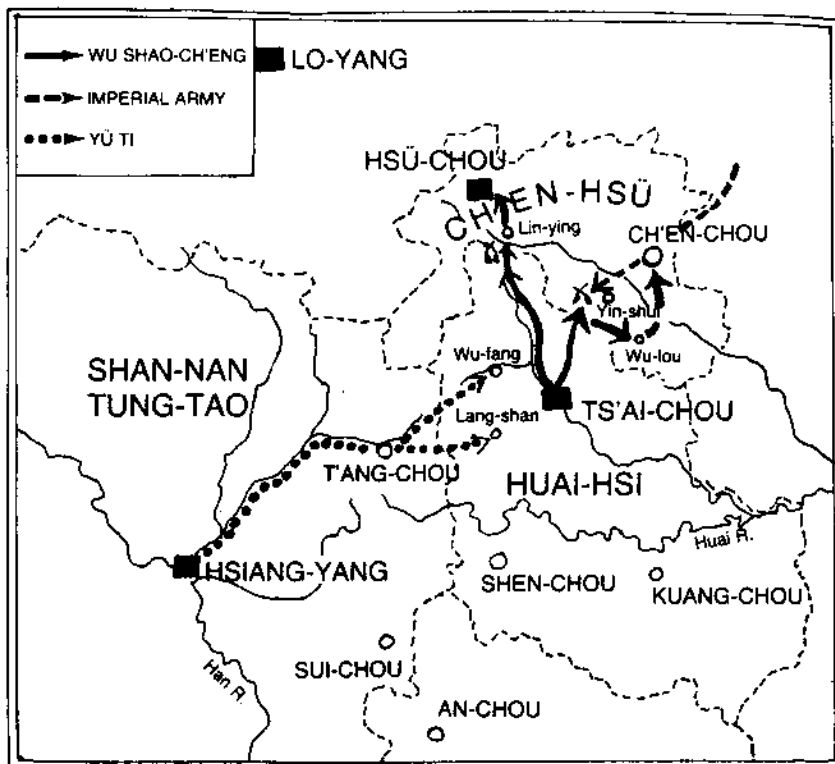 WU SHAO-CH'ENG
IMPERIAL ARMY
YÜ TI
LO-YANG
HSÜ-CHOU
CH'EN-HSÜ
Lin-ying
CH'EN-CHOU
Yin-shui
Wu-lou
SHAN-NAN
TUNG-TAO
Wu-fang
Lang-shan
TS'AI-CHOU
T'ANG-CHOU
HUAI-HSI
Huai R.
HSIANG-YANG
SHEN-CHOU
KUANG-CHOU
SUI-CHOU
Han R.
AN-CHOU